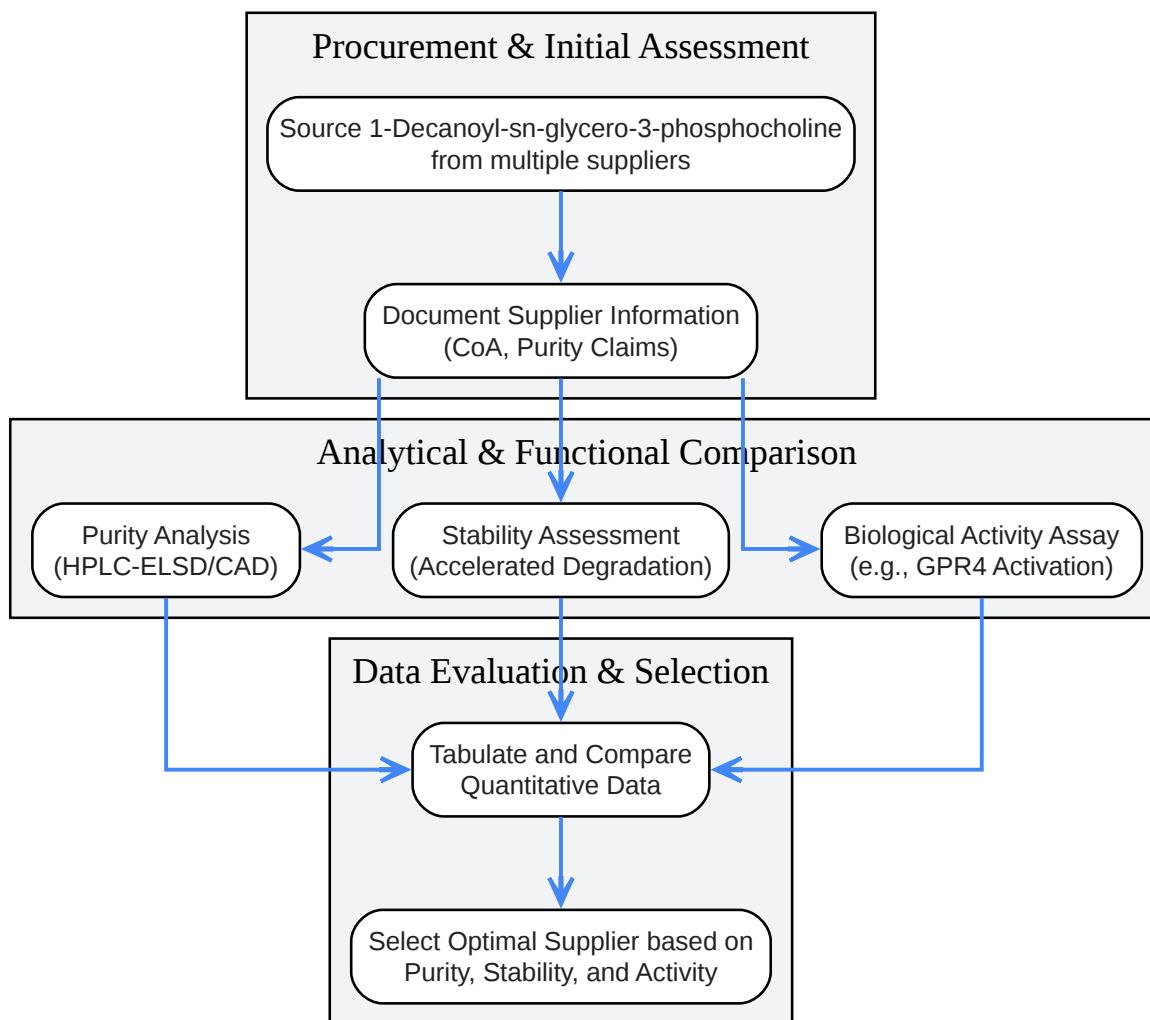 Procurement & Initial Assessment
Source 1-Decanoyl-sn-glycero-3-phosphocholine
from multiple suppliers
Document Supplier Information
(CoA, Purity Claims)
Analytical & Functional Comparison
Purity Analysis
(HPLC-ELSD/CAD)
Stability Assessment
(Accelerated Degradation)
Biological Activity Assay
(e.g., GPR4 Activation)
Data Evaluation & Selection
Tabulate and Compare
Quantitative Data
Select Optimal Supplier based on
Purity, Stability, and Activity